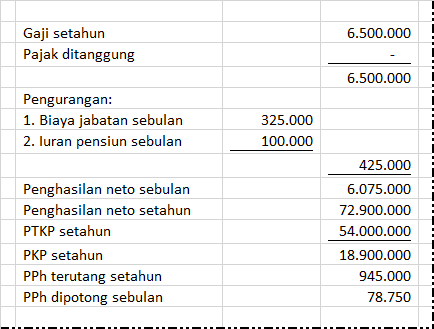 Gaji setahun 6.500.000
Pajak ditanggung -
6.500.000
Pengurangan:
1. Biaya jabatan sebulan 325.000
2. Iuran pensiun sebulan 100.000
425.000
Penghasilan neto sebulan 6.075.000
Penghasilan neto setahun 72.900.000
PTKP setahun 54.000.000
PKP setahun 18.900.000
PPh terutang setahun 945.000
PPh dipotong sebulan 78.750